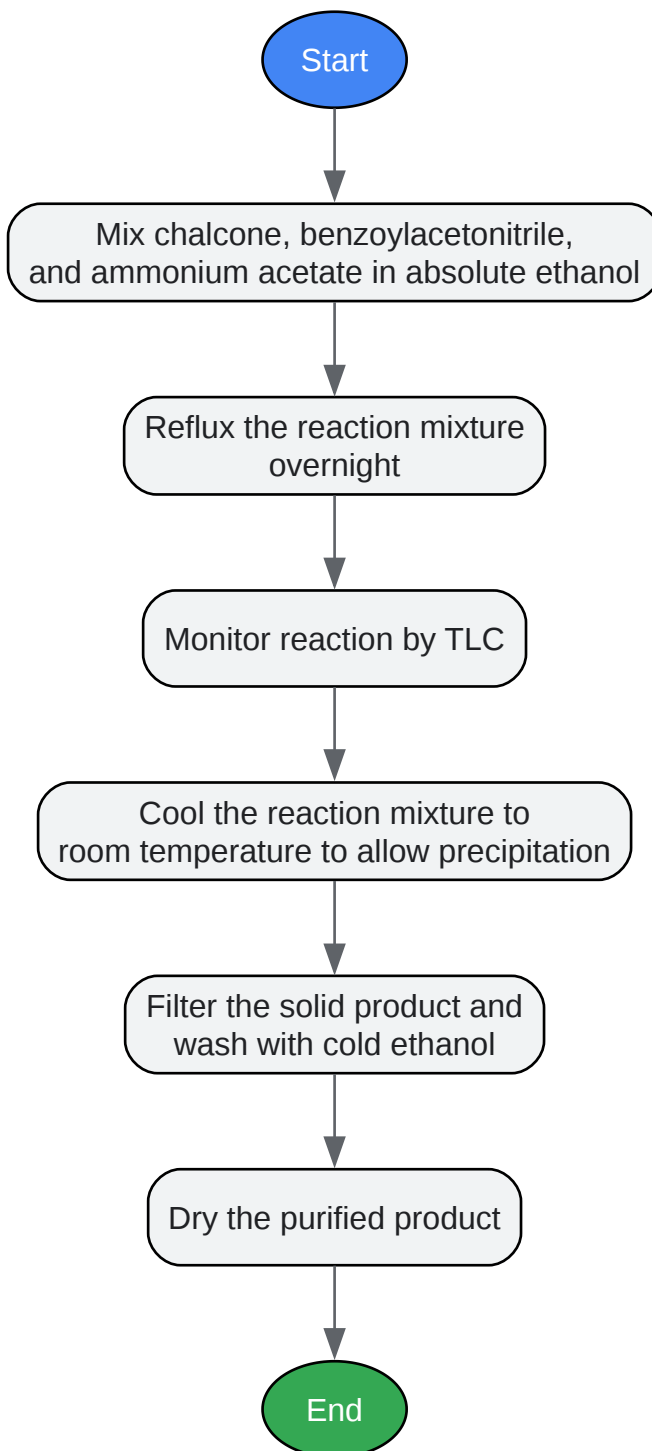 Start
Mix chalcone, benzoylacetonitrile,
and ammonium acetate in absolute ethanol
Reflux the reaction mixture
overnight
Monitor reaction by TLC
Cool the reaction mixture to
room temperature to allow precipitation
Filter the solid product and
wash with cold ethanol
Dry the purified product
End